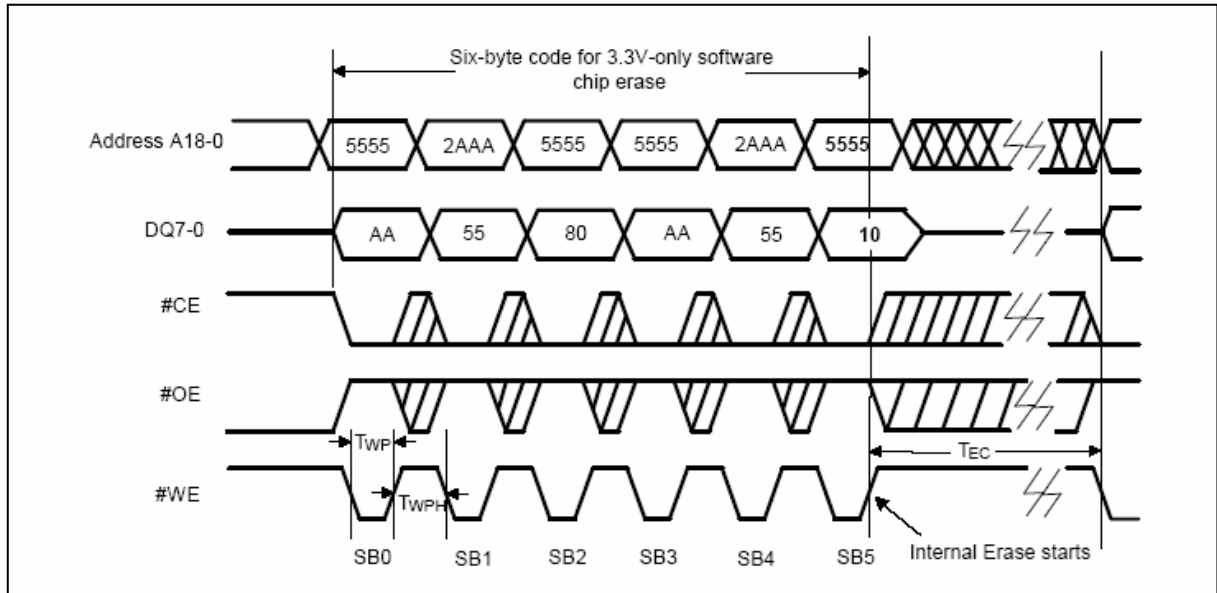 Six-byte code for 3.3V-only software
chip erase
Address A18-0
5555 2AAA 5555 5555 2AAA 5555
DQ7-0
AA 55 80 AA 55 10
#CE
#OE
TWP
TEC
#WE
TWPH
SB0 SB1 SB2 SB3 SB4 SB5
Internal Erase starts